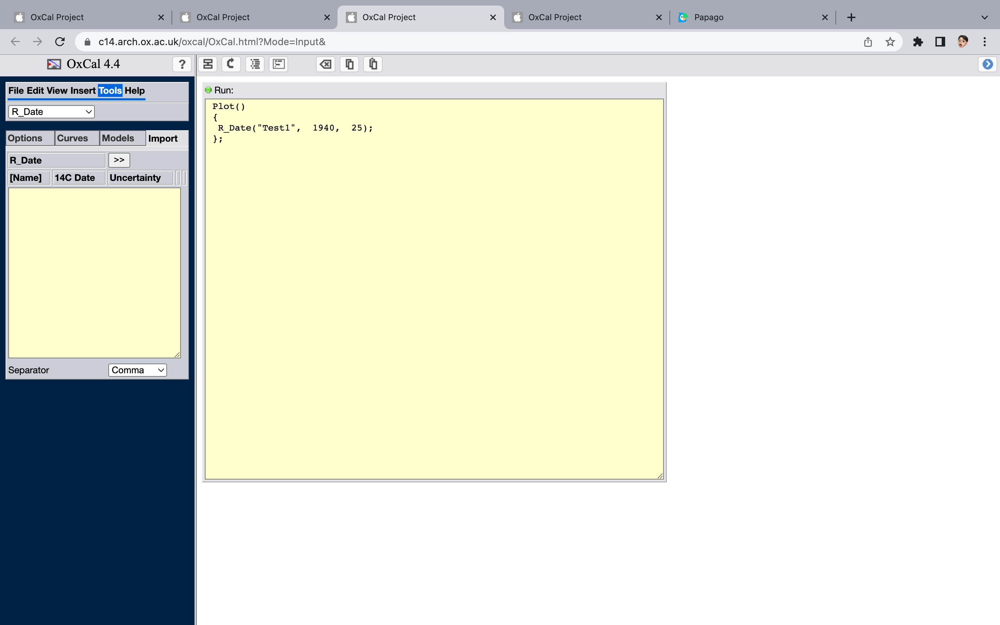 OxCal Project
OxCal Project
OxCal Project
OxCal Project
Papago
c14.arch.ox.ac.uk/oxcal/OxCal.html?Mode=Input&
OxCal 4.4
?
File Edit View Insert Tools Help
R_Date
Options Curves Models Import
R_Date >>
[Name] 14C Date Uncertainty
Separator Comma
Run:
Plot()
{
R_Date("Test1", 1940, 25);
};